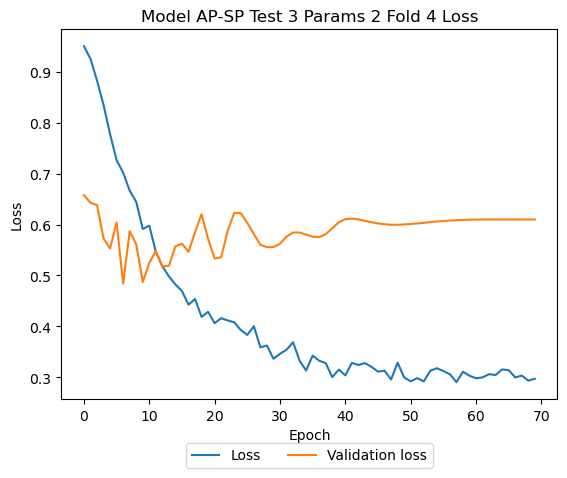 Model AP-SP Test 3 Params 2 Fold 4 Loss
Loss
0.9
0.8
0.7
0.6
0.5
0.4
0.3
0 10 20 30 40 50 60 70
Epoch
Loss Validation loss